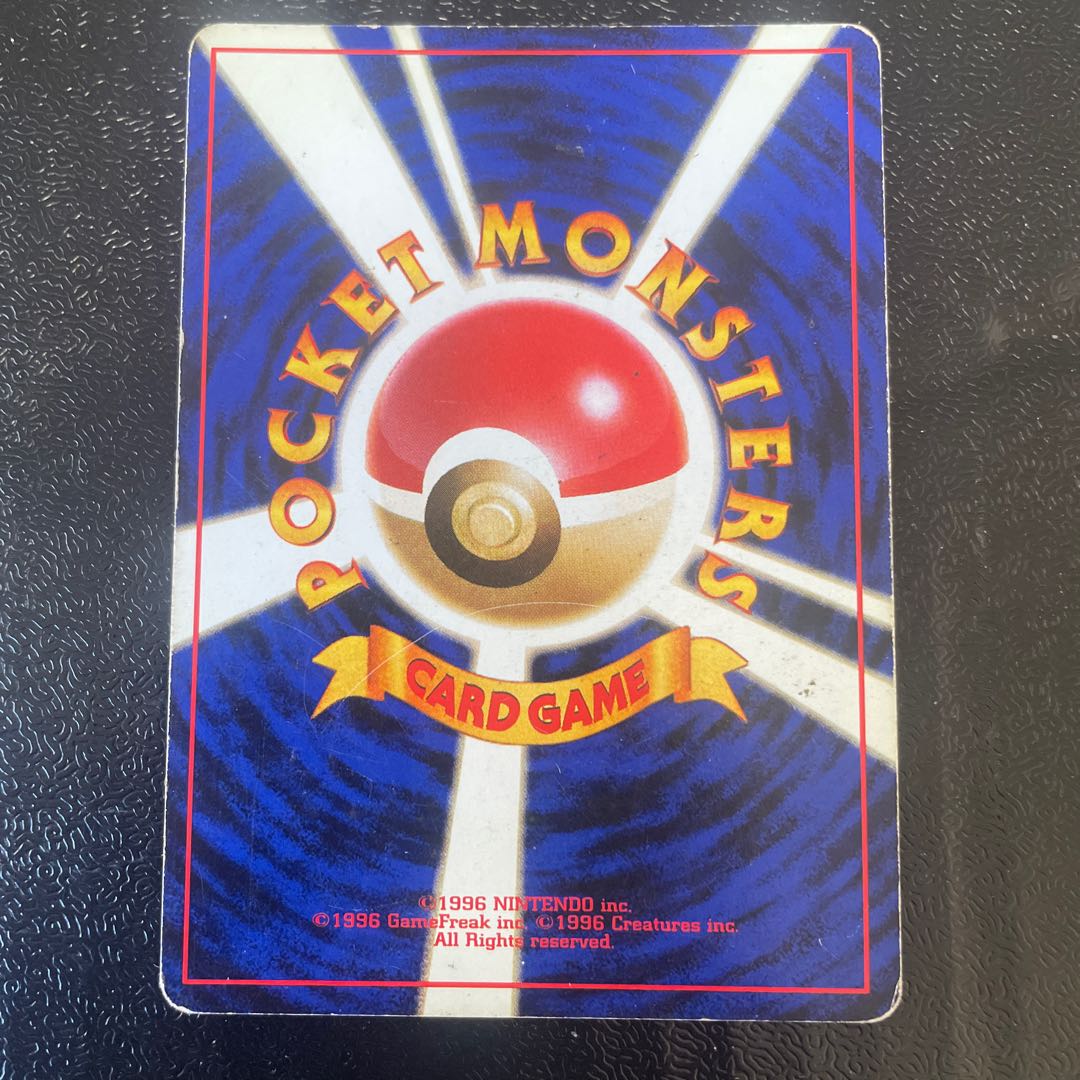 POCKET MONSTERS
CARD GAME
©1996 NINTENDO inc.
©1996 GameFreak inc. ©1996 Creatures inc.
All Rights reserved.